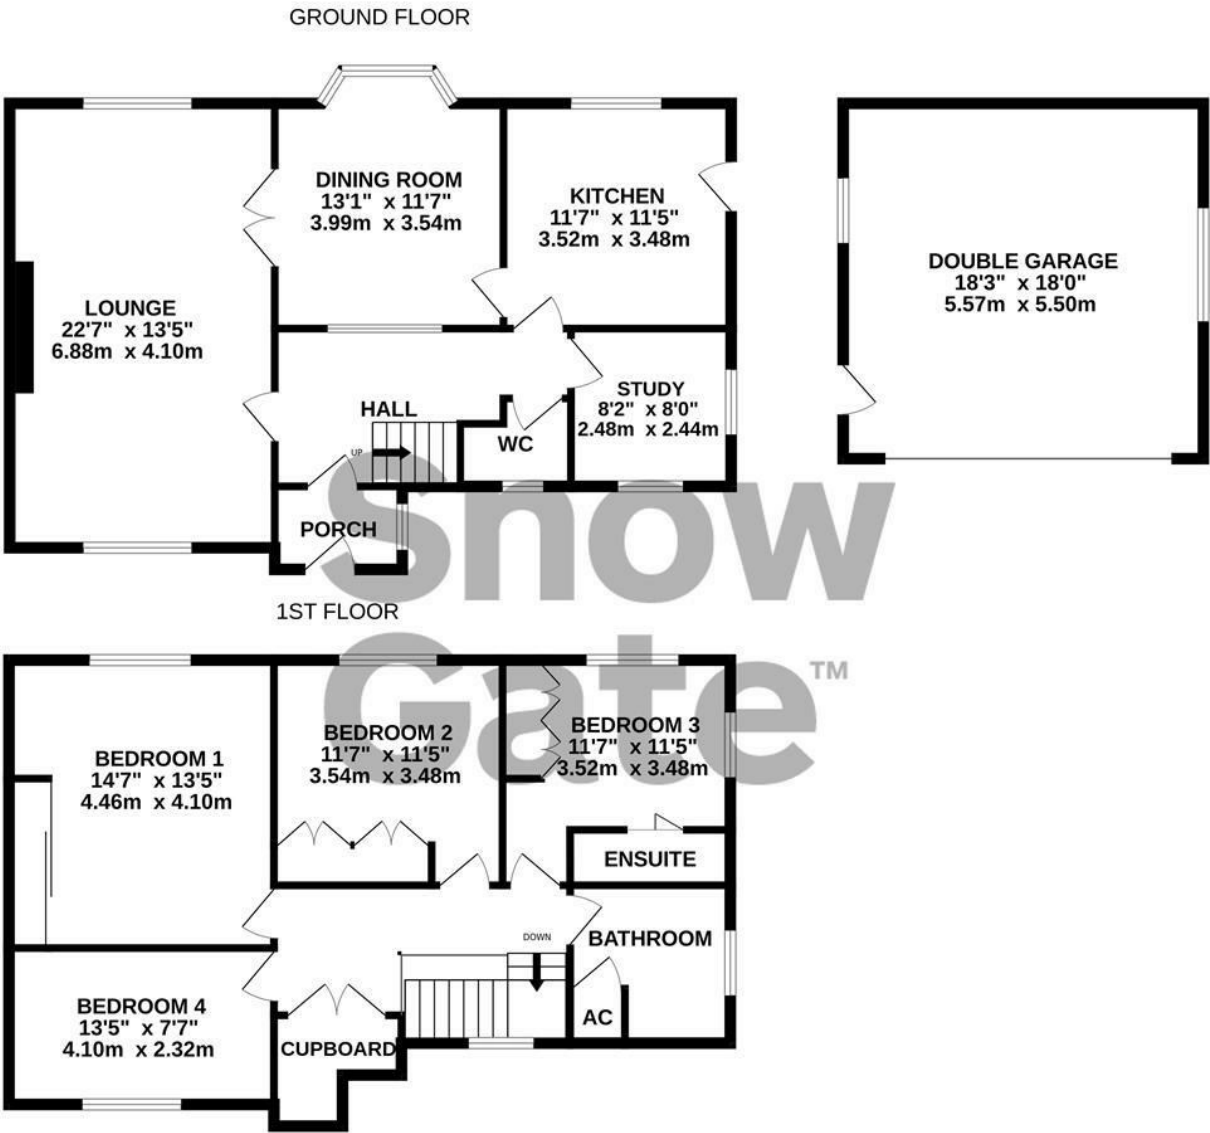 GROUND FLOOR
DINING ROOM
13'1" x 11'7"
3.99m x 3.54m
KITCHEN
11'7" x 11'5"
3.52m x 3.48m
DOUBLE GARAGE
18'3" x 18'0"
5.57m x 5.50m
LOUNGE
22'7" x 13'5"
6.88m x 4.10m
STUDY
8'2" x 8'0"
2.48m x 2.44m
HALL
WC
UP
PORCH
Snow
Gate™
1ST FLOOR
BEDROOM 1
14'7" x 13'5"
4.46m x 4.10m
BEDROOM 2
11'7" x 11'5"
3.54m x 3.48m
BEDROOM 3
11'7" x 11'5"
3.52m x 3.48m
ENSUITE
DOWN
BATHROOM
BEDROOM 4
13'5" x 7'7"
4.10m x 2.32m
AC
CUPBOARD